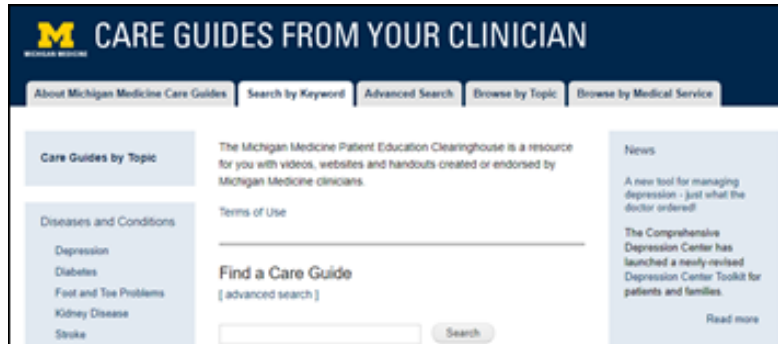 M CARE GUIDES FROM YOUR CLINICIAN
MICHIGAN MEDICINE
About Michigan Medicine Care Guides
Search by Keyword
Advanced Search
Browse by Topic
Browse by Medical Service
Care Guides by Topic
Diseases and Conditions
Depression
Diabetes
Foot and Toe Problems
Kidney Disease
Stroke
The Michigan Medicine Patient Education Clearinghouse is a resource
for you with videos, websites and handouts created or endorsed by
Michigan Medicine clinicians.
Terms of Use
Find a Care Guide
[ advanced search ]
Search
News
A new tool for managing
depression - just what the
doctor ordered!
The Comprehensive
Depression Center has
launched a newly-revised
Depression Center Toolkit for
patients and families.
Read more